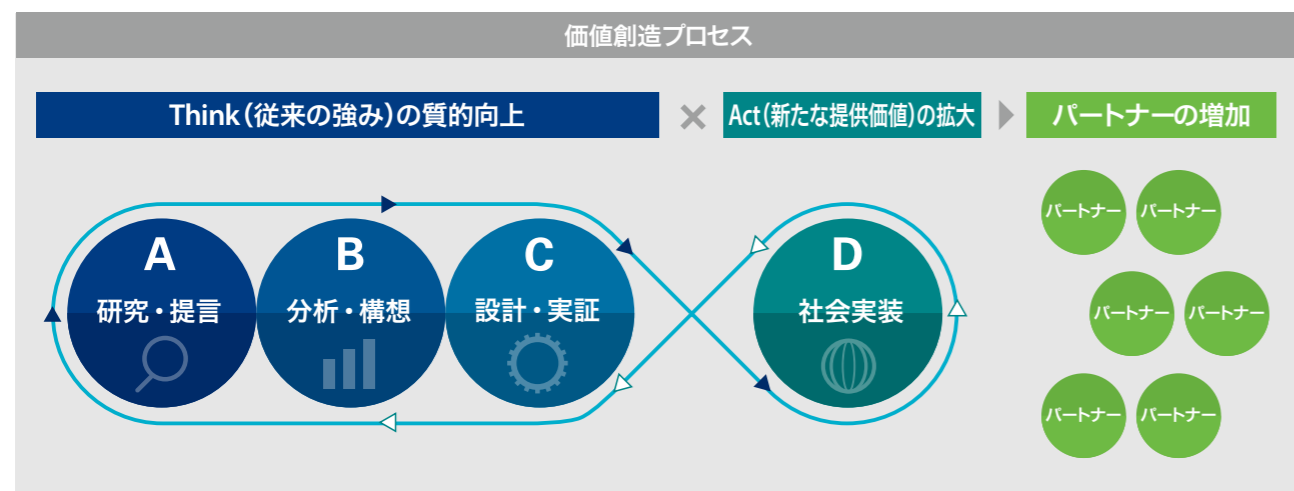 価値創造プロセス
Think(従来の強み)の質的向上
×
Act(新たな提供価値)の拡大
パートナーの増加
A
研究・提言
B
分析・構想
C
設計・実証
D
社会実装
パートナー
パートナー
パートナー
パートナー
パートナー
パートナー